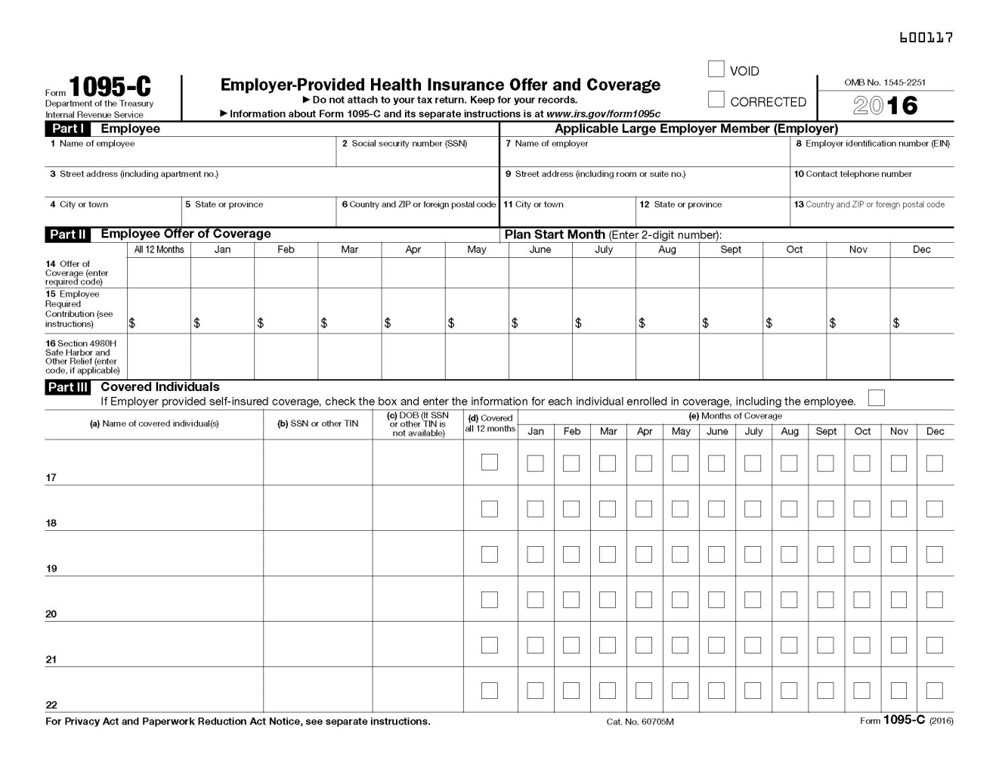 600117
VOID
CORRECTED
Form 1095-C
Department of the Treasury
Internal Revenue Service
Employer-Provided Health Insurance Offer and Coverage
▶ Do not attach to your tax return. Keep for your records.
▶ Information about Form 1095-C and its separate instructions is at www.irs.gov/form1095c
OMB No. 1545-2251
2016
Part I Employee
Applicable Large Employer Member (Employer)
1 Name of employee
2 Social security number (SSN)
7 Name of employer
8 Employer identification number (EIN)
3 Street address (including apartment no.)
9 Street address (including room or suite no.)
10 Contact telephone number
4 City or town
5 State or province
6 Country and ZIP or foreign postal code
11 City or town
12 State or province
13 Country and ZIP or foreign postal code
Part II Employee Offer of Coverage
Plan Start Month (Enter 2-digit number):
All 12 Months Jan Feb Mar Apr May June July Aug Sept Oct Nov Dec
14 Offer of
Coverage (enter
required code)
15 Employee
Required
Contribution (see
instructions) $ $ $ $ $ $ $ $ $ $ $ $ $
16 Section 4980H
Safe Harbor and
Other Relief (enter
code, if applicable)
Part III Covered Individuals
If Employer provided self-insured coverage, check the box and enter the information for each individual enrolled in coverage, including the employee.
(a) Name of covered individual(s)
(b) SSN or other TIN
(c) DOB (If SSN
or other TIN is
not available)
(d) Covered
all 12 months
(e) Months of Coverage
Jan Feb Mar Apr May June July Aug Sept Oct Nov Dec
17
18
19
20
21
22
For Privacy Act and Paperwork Reduction Act Notice, see separate instructions.
Cat. No. 60705M
Form 1095-C (2016)